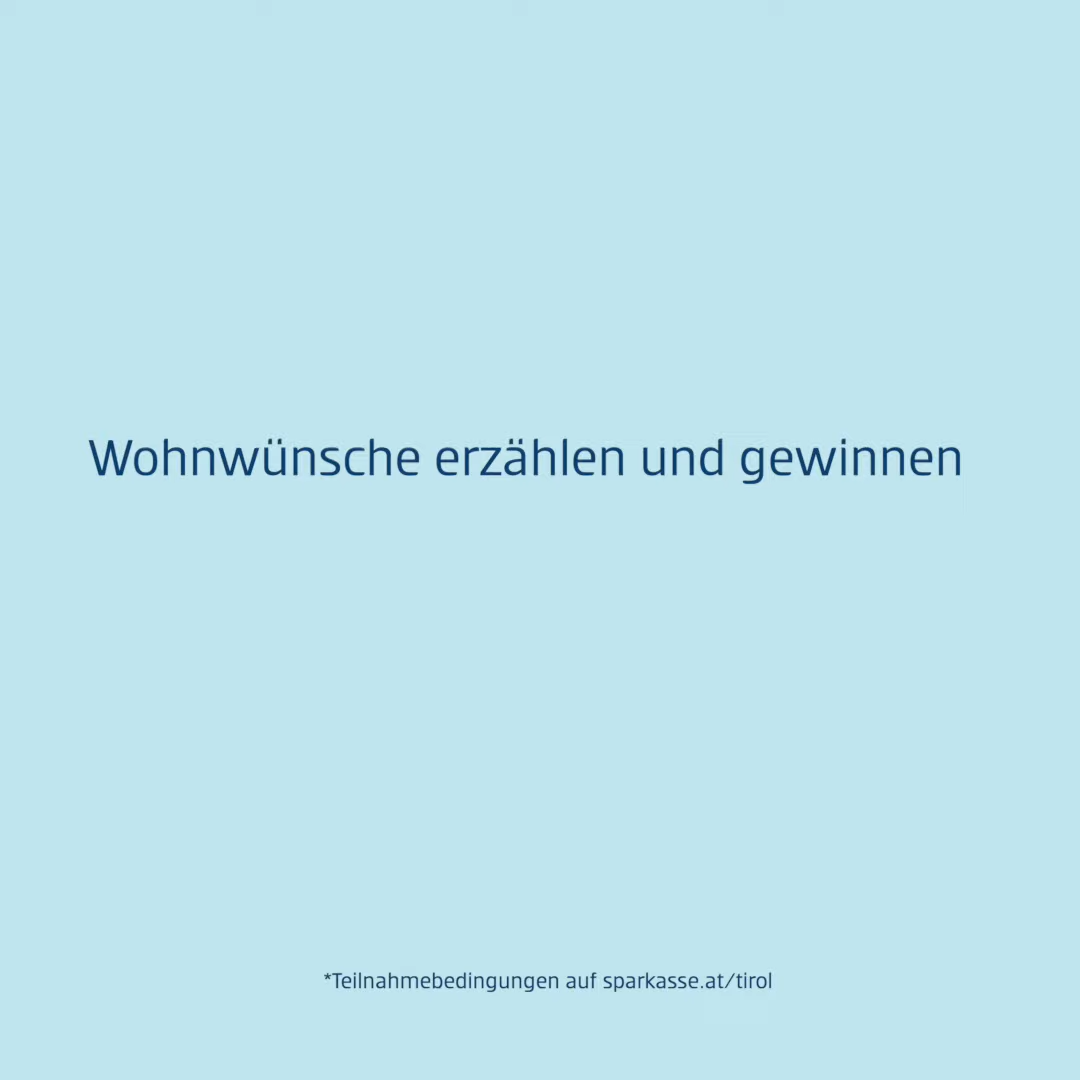 Wohnwünsche erzählen und gewinnen
*Teilnahmebedingungen auf sparkasse.at/tirol